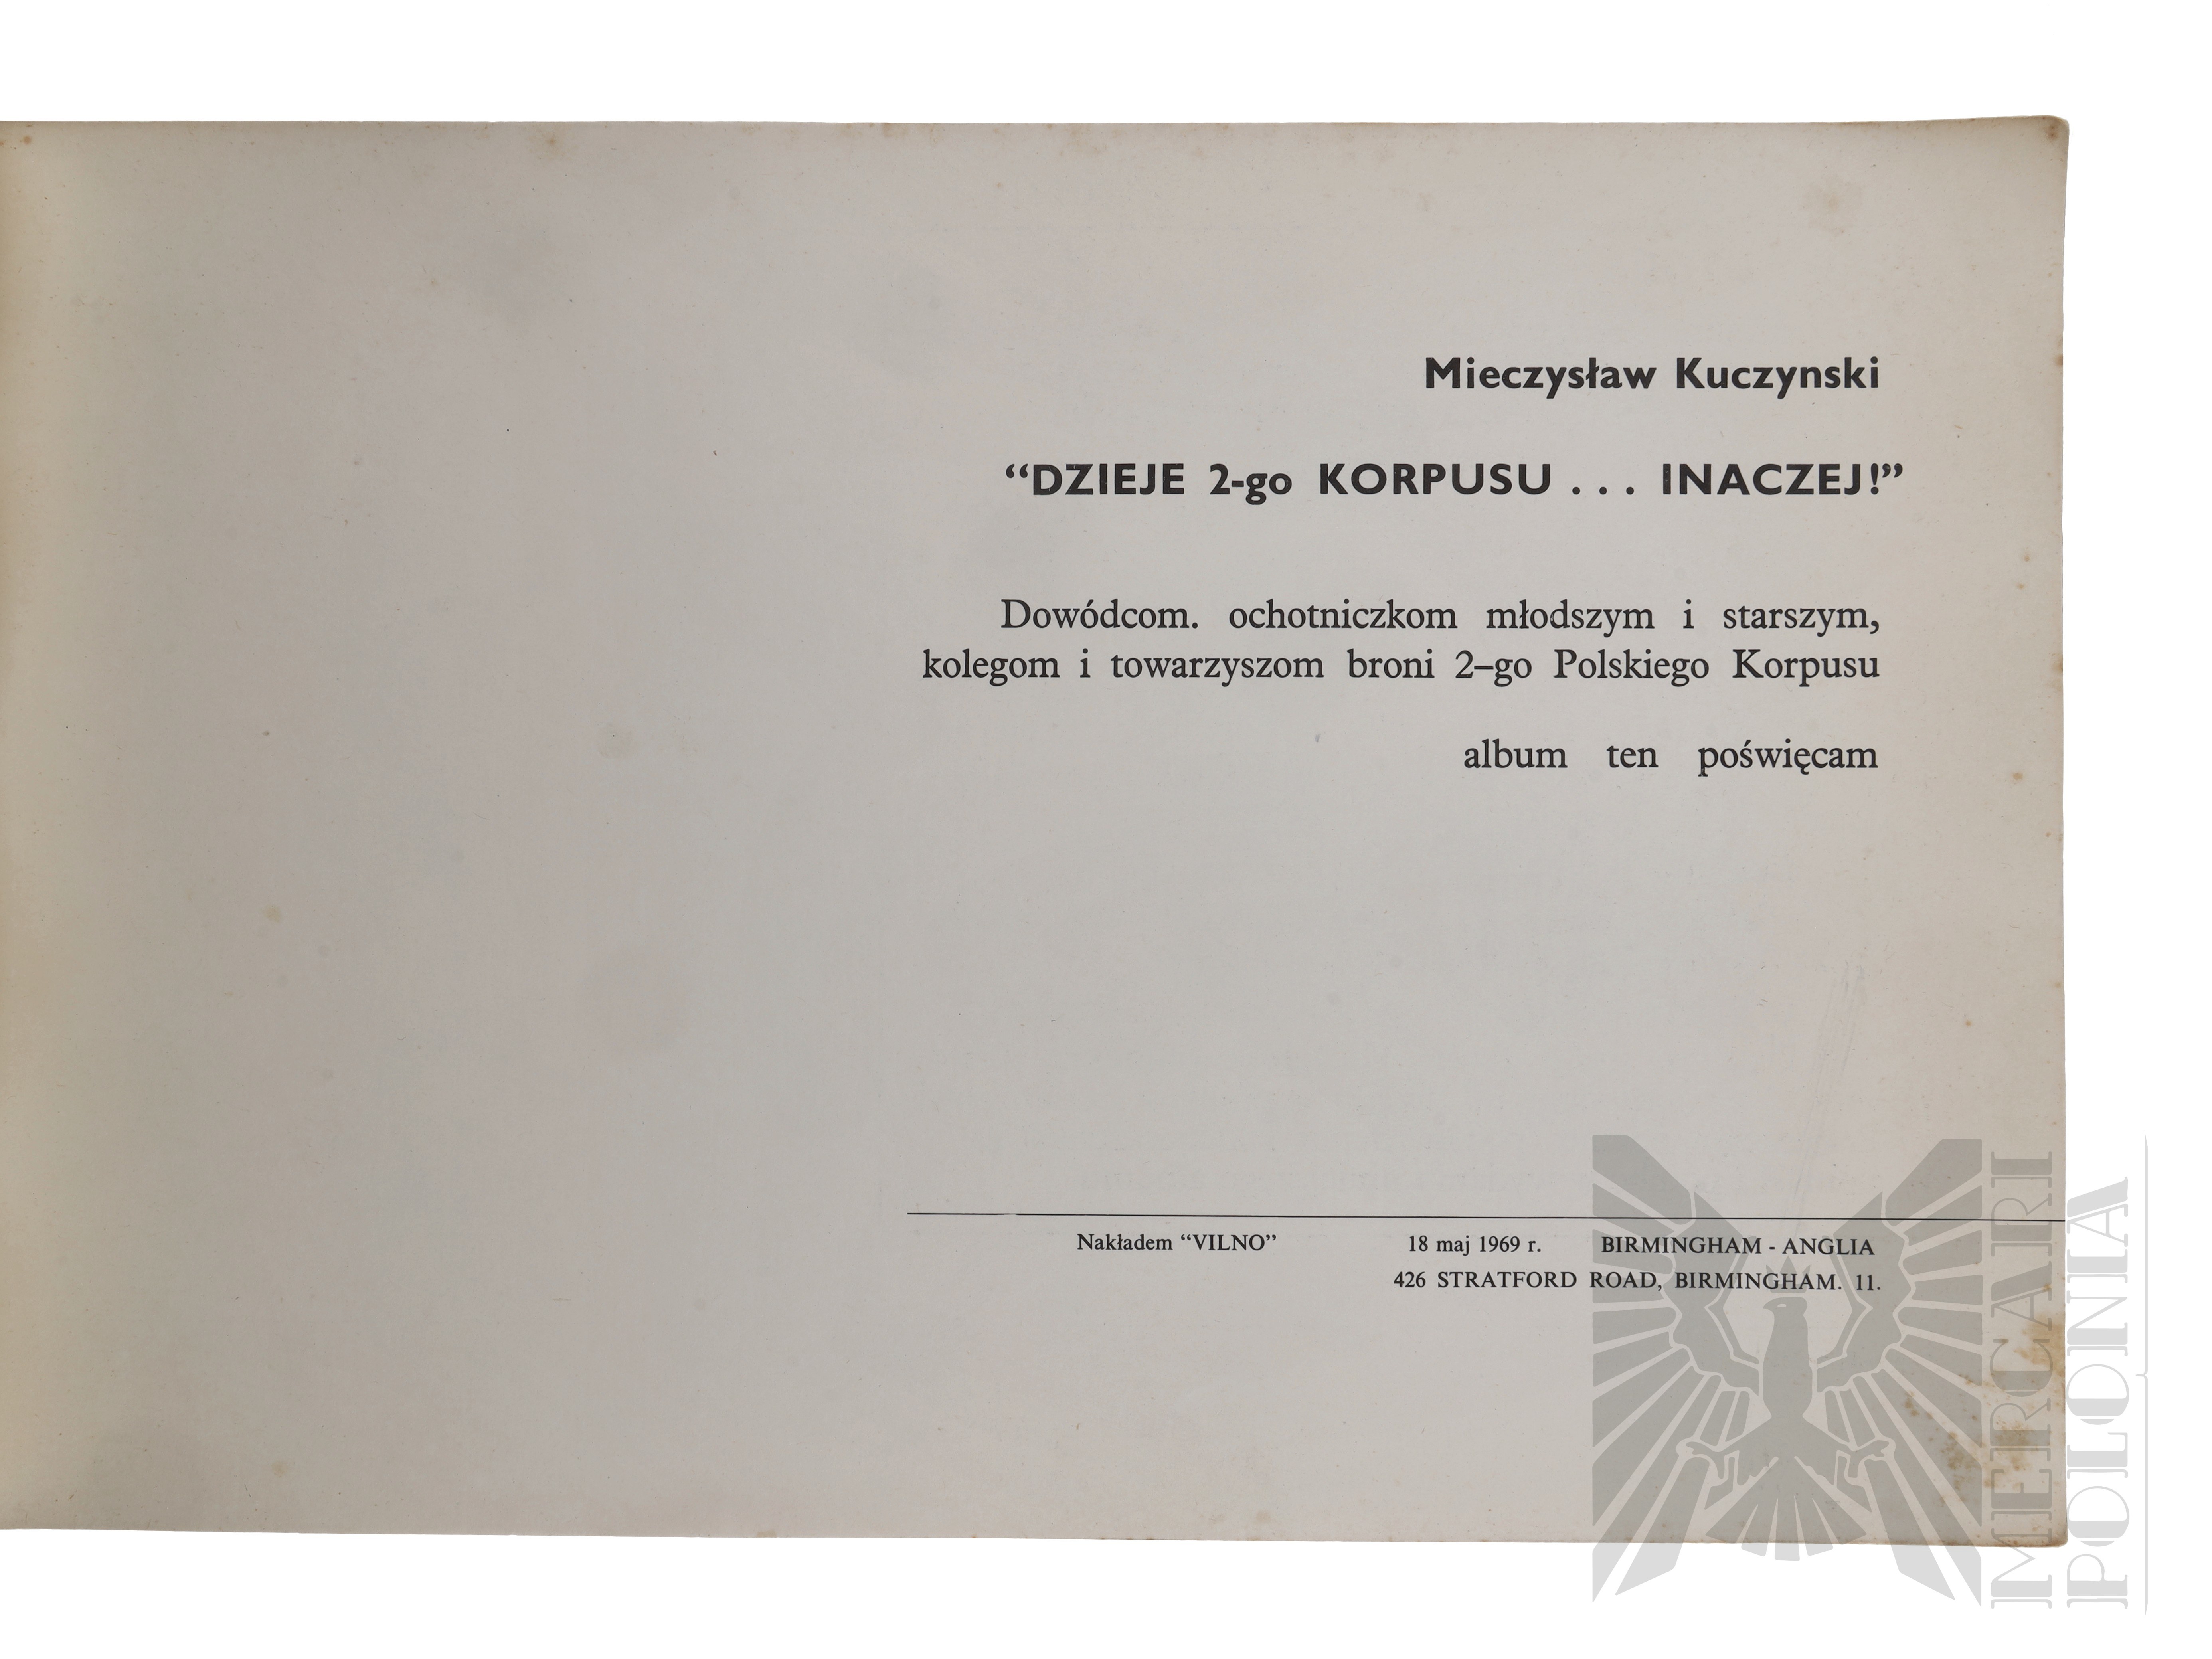 Mieczysław Kuczynski
“DZIEJE 2-go KORPUSU . . . INACZEJ!”
Dowódcom. ochotniczkom młodszym i starszym,
kolegom i towarzyszom broni 2–go Polskiego Korpusu
album ten poświęcam
Nakładem “VILNO” 18 maj 1969 r. BIRMINGHAM - ANGLIA
426 STRATFORD ROAD, BIRMINGHAM. 11.
MERCARI
POLONIA